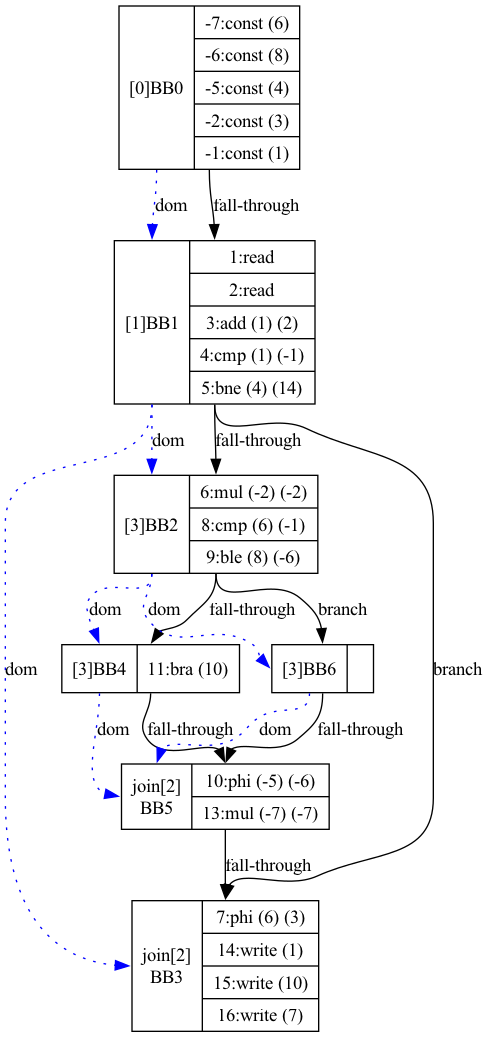 [0]BB0
-7:const (6)
-6:const (8)
-5:const (4)
-2:const (3)
-1:const (1)
dom
fall-through
[1]BB1
1:read
2:read
3:add (1) (2)
4:cmp (1) (-1)
5:bne (4) (14)
dom
fall-through
[3]BB2
6:mul (-2) (-2)
8:cmp (6) (-1)
9:ble (8) (-6)
dom
dom
fall-through
branch
dom
[3]BB4
11:bra (10)
[3]BB6
branch
dom
fall-through
dom
fall-through
join[2]
BB5
10:phi (-5) (-6)
13:mul (-7) (-7)
fall-through
join[2]
BB3
7:phi (6) (3)
14:write (1)
15:write (10)
16:write (7)